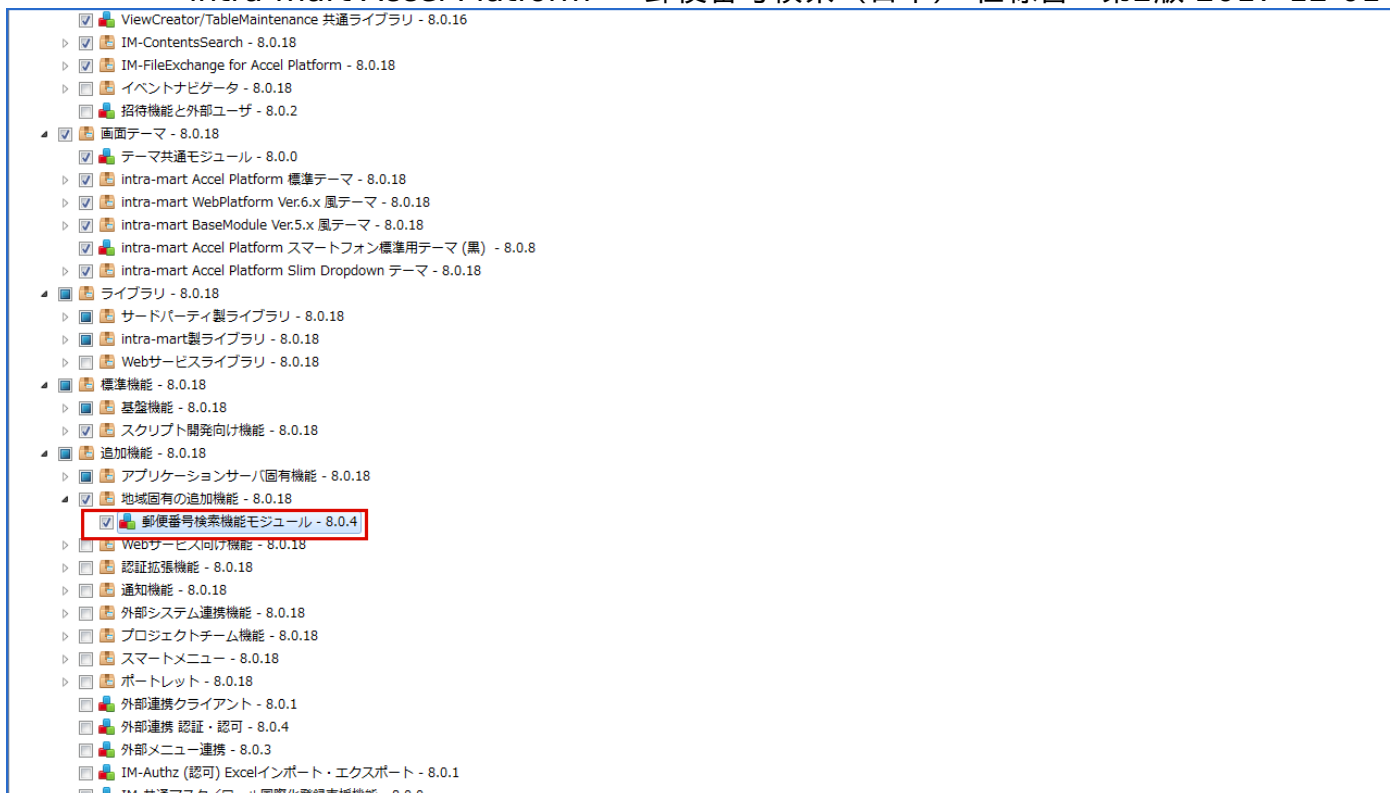 intra-mart Accel Platform
ViewCreator/TableMaintenance 共通ライブラリ - 8.0.16
IM-ContentsSearch - 8.0.18
IM-FileExchange for Accel Platform - 8.0.18
イベントナビゲータ - 8.0.18
招待機能と外部ユーザ - 8.0.2
画面テーマ - 8.0.18
テーマ共通モジュール - 8.0.0
intra-mart Accel Platform 標準テーマ - 8.0.18
intra-mart WebPlatform Ver.6.x 風テーマ - 8.0.18
intra-mart BaseModule Ver.5.x 風テーマ - 8.0.18
intra-mart Accel Platform スマートフォン標準用テーマ (黒) - 8.0.8
intra-mart Accel Platform Slim Dropdown テーマ - 8.0.18
ライブラリ - 8.0.18
サードパーティ製ライブラリ - 8.0.18
intra-mart製ライブラリ - 8.0.18
Webサービスライブラリ - 8.0.18
標準機能 - 8.0.18
基盤機能 - 8.0.18
スクリプト開発向け機能 - 8.0.18
追加機能 - 8.0.18
アプリケーションサーバ固有機能 - 8.0.18
地域固有の追加機能 - 8.0.18
郵便番号検索機能モジュール - 8.0.4
Webサービス向け機能 - 8.0.18
認証拡張機能 - 8.0.18
通知機能 - 8.0.18
外部システム連携機能 - 8.0.18
プロジェクトチーム機能 - 8.0.18
スマートメニュー - 8.0.18
ポートレット - 8.0.18
外部連携クライアント - 8.0.1
外部連携 認証・認可 - 8.0.4
外部メニュー連携 - 8.0.3
IM-Authz (認可) Excelインポート・エクスポート - 8.0.1